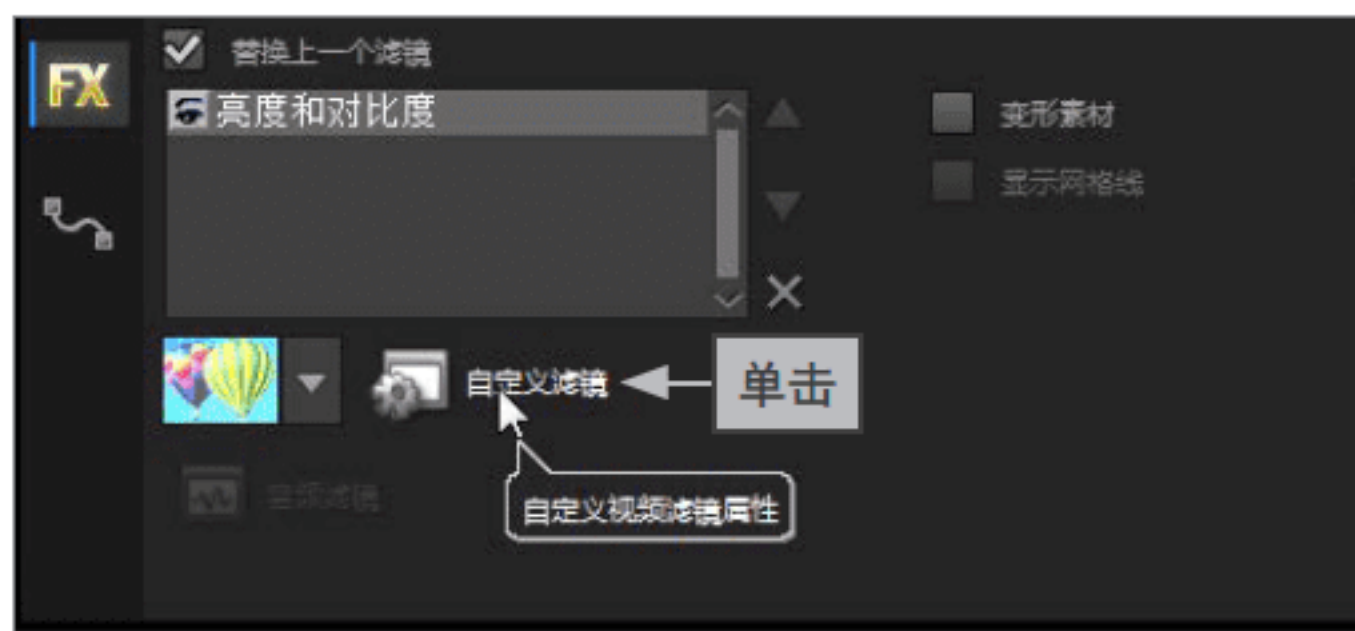 FX
替换上一个滤镜
亮度和对比度
变形素材
显示网格线
自定义滤镜
单击
音频滤镜
自定义视频滤镜属性